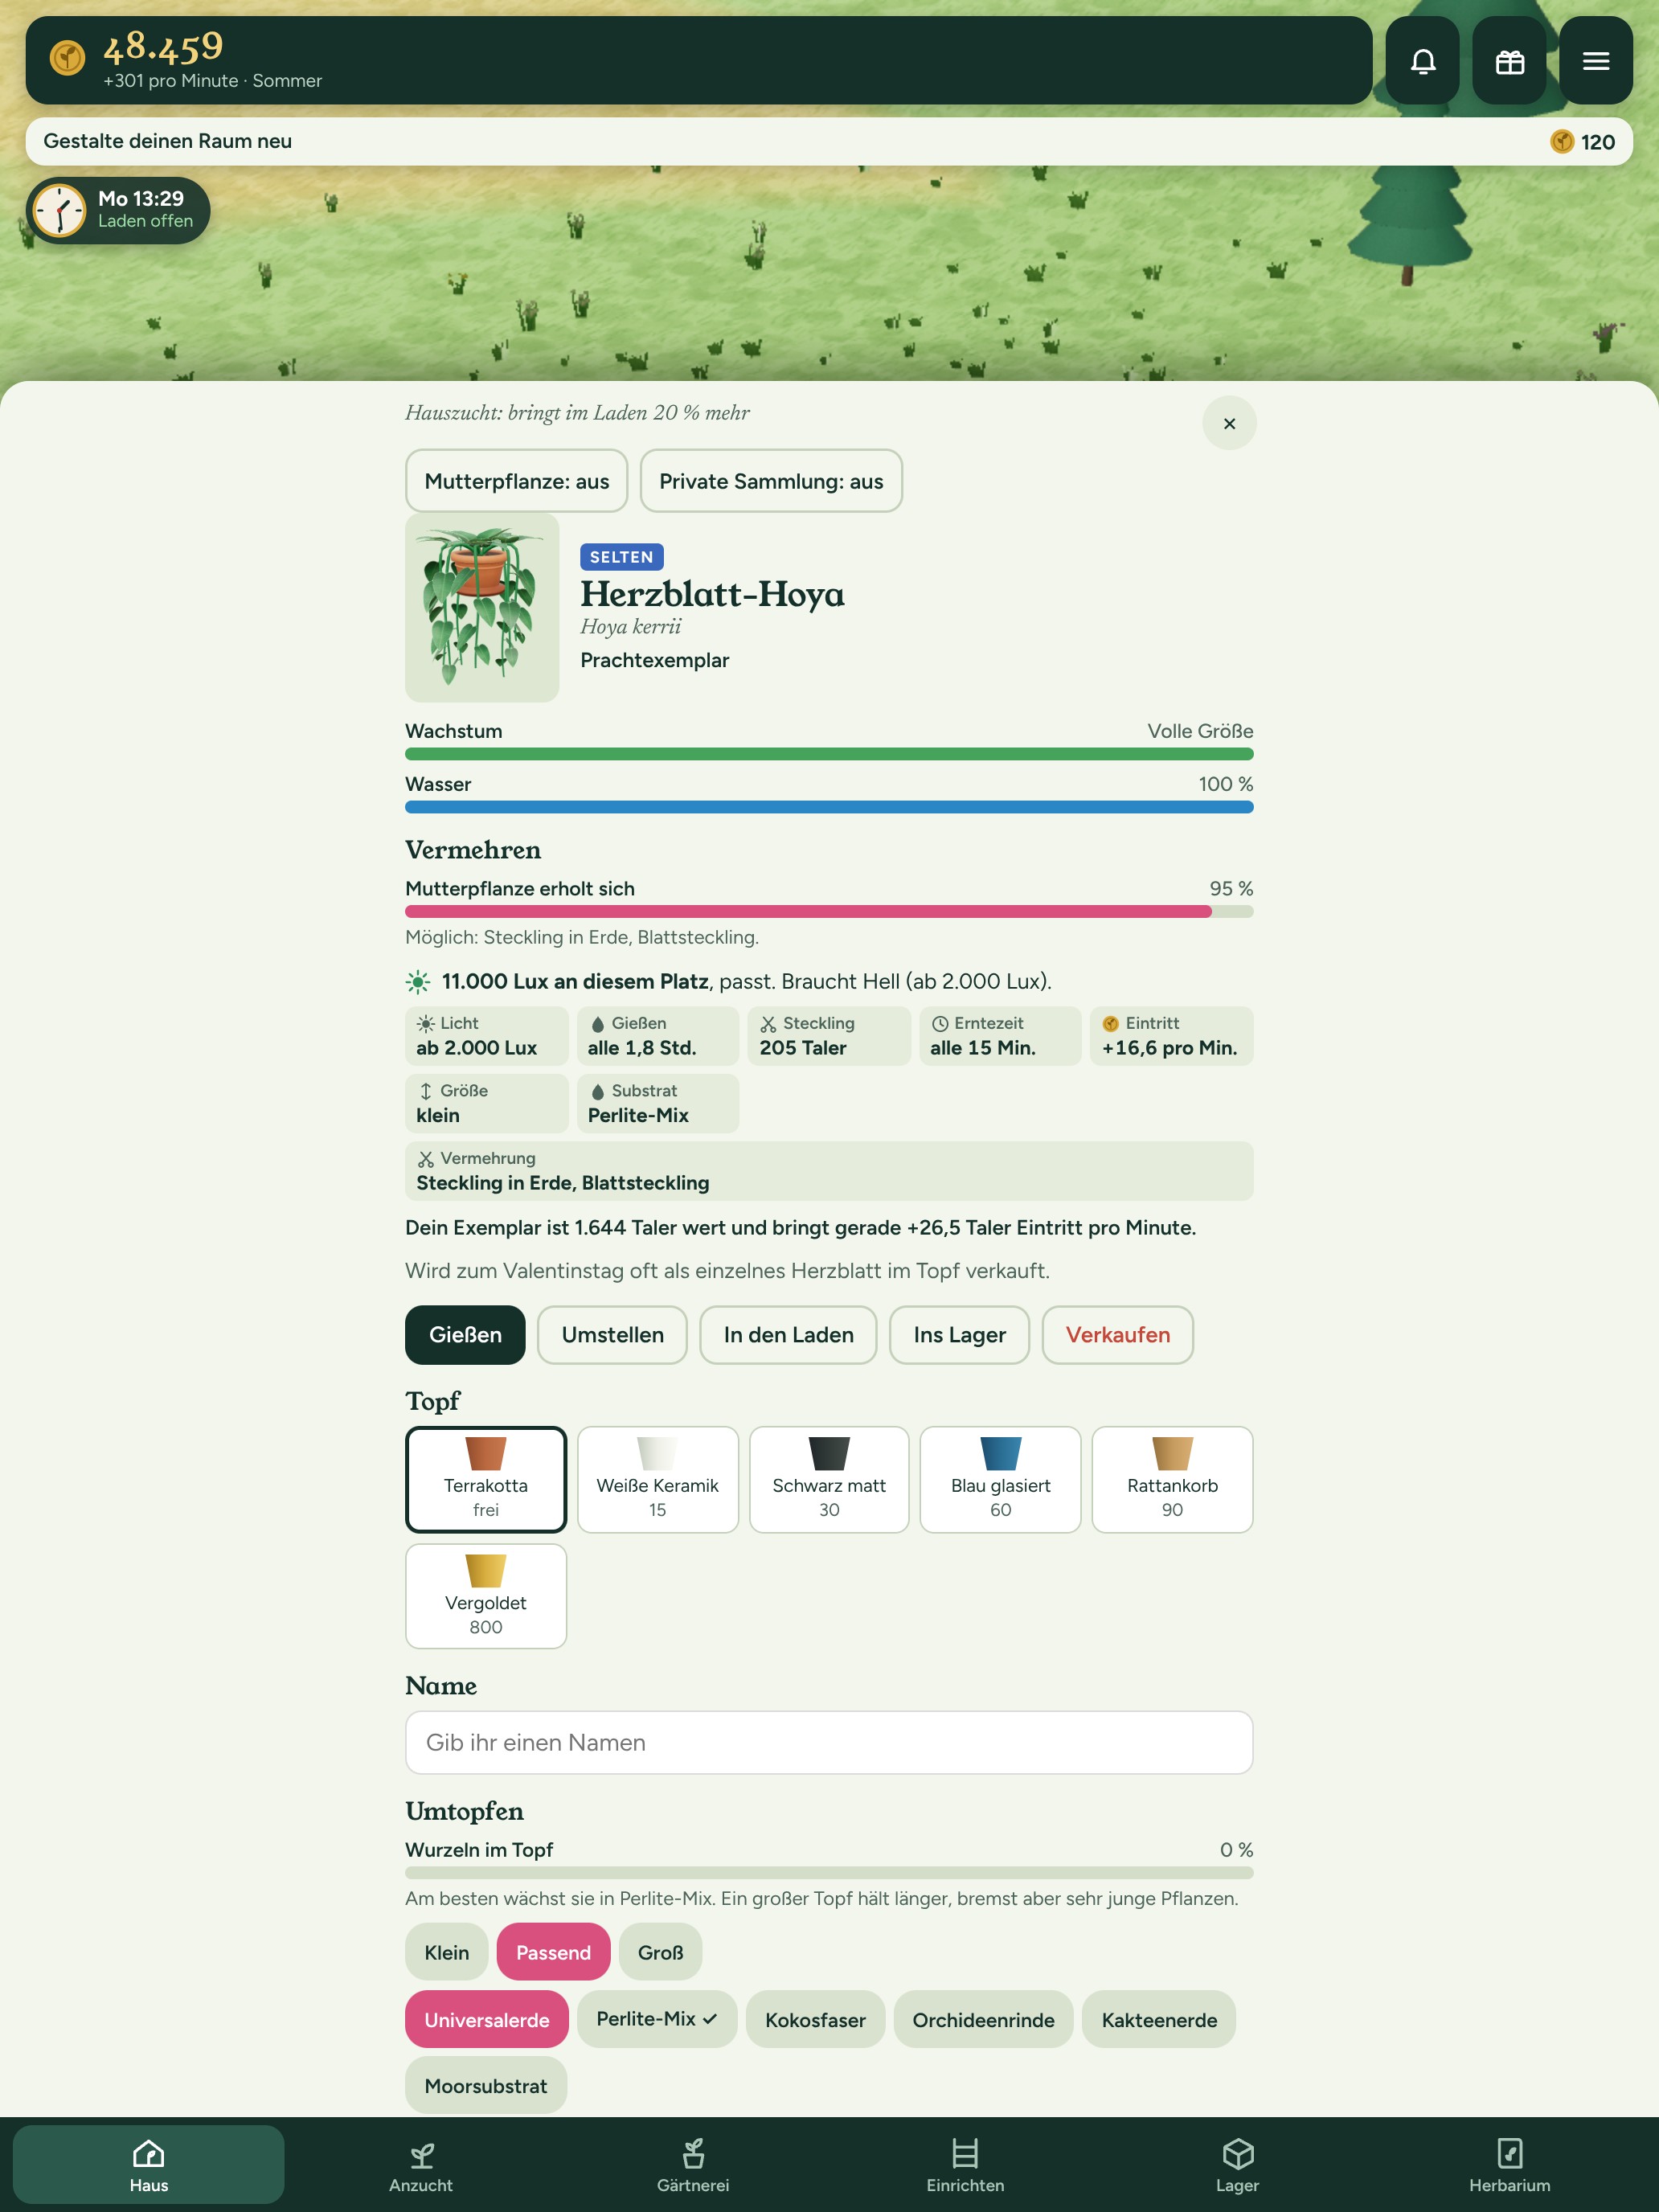 48.459
+301 pro Minute · Sommer
Gestalte deinen Raum neu
120
Mo 13:29
Laden offen
Hauszucht: bringt im Laden 20 % mehr
×
Mutterpflanze: aus
Private Sammlung: aus
SELTEN
Herzblatt-Hoya
Hoya kerrii
Prachtexemplar
Wachstum
Volle Größe
Wasser
100 %
Vermehren
Mutterpflanze erholt sich
95 %
Möglich: Steckling in Erde, Blattsteckling.
11.000 Lux an diesem Platz, passt. Braucht Hell (ab 2.000 Lux).
Licht
ab 2.000 Lux
Gießen
alle 1,8 Std.
Steckling
205 Taler
Erntezeit
alle 15 Min.
Eintritt
+16,6 pro Min.
Größe
klein
Substrat
Perlite-Mix
Vermehrung
Steckling in Erde, Blattsteckling
Dein Exemplar ist 1.644 Taler wert und bringt gerade +26,5 Taler Eintritt pro Minute.
Wird zum Valentinstag oft als einzelnes Herzblatt im Topf verkauft.
Gießen
Umstellen
In den Laden
Ins Lager
Verkaufen
Topf
Terrakotta
frei
Weiße Keramik
15
Schwarz matt
30
Blau glasiert
60
Rattankorb
90
Vergoldet
800
Name
Gib ihr einen Namen
Umtopfen
Wurzeln im Topf
0 %
Am besten wächst sie in Perlite-Mix. Ein großer Topf hält länger, bremst aber sehr junge Pflanzen.
Klein
Passend
Groß
Universalerde
Perlite-Mix ✓
Kokosfaser
Orchideenrinde
Kakteenerde
Moorsubstrat
Haus
Anzucht
Gärtnerei
Einrichten
Lager
Herbarium